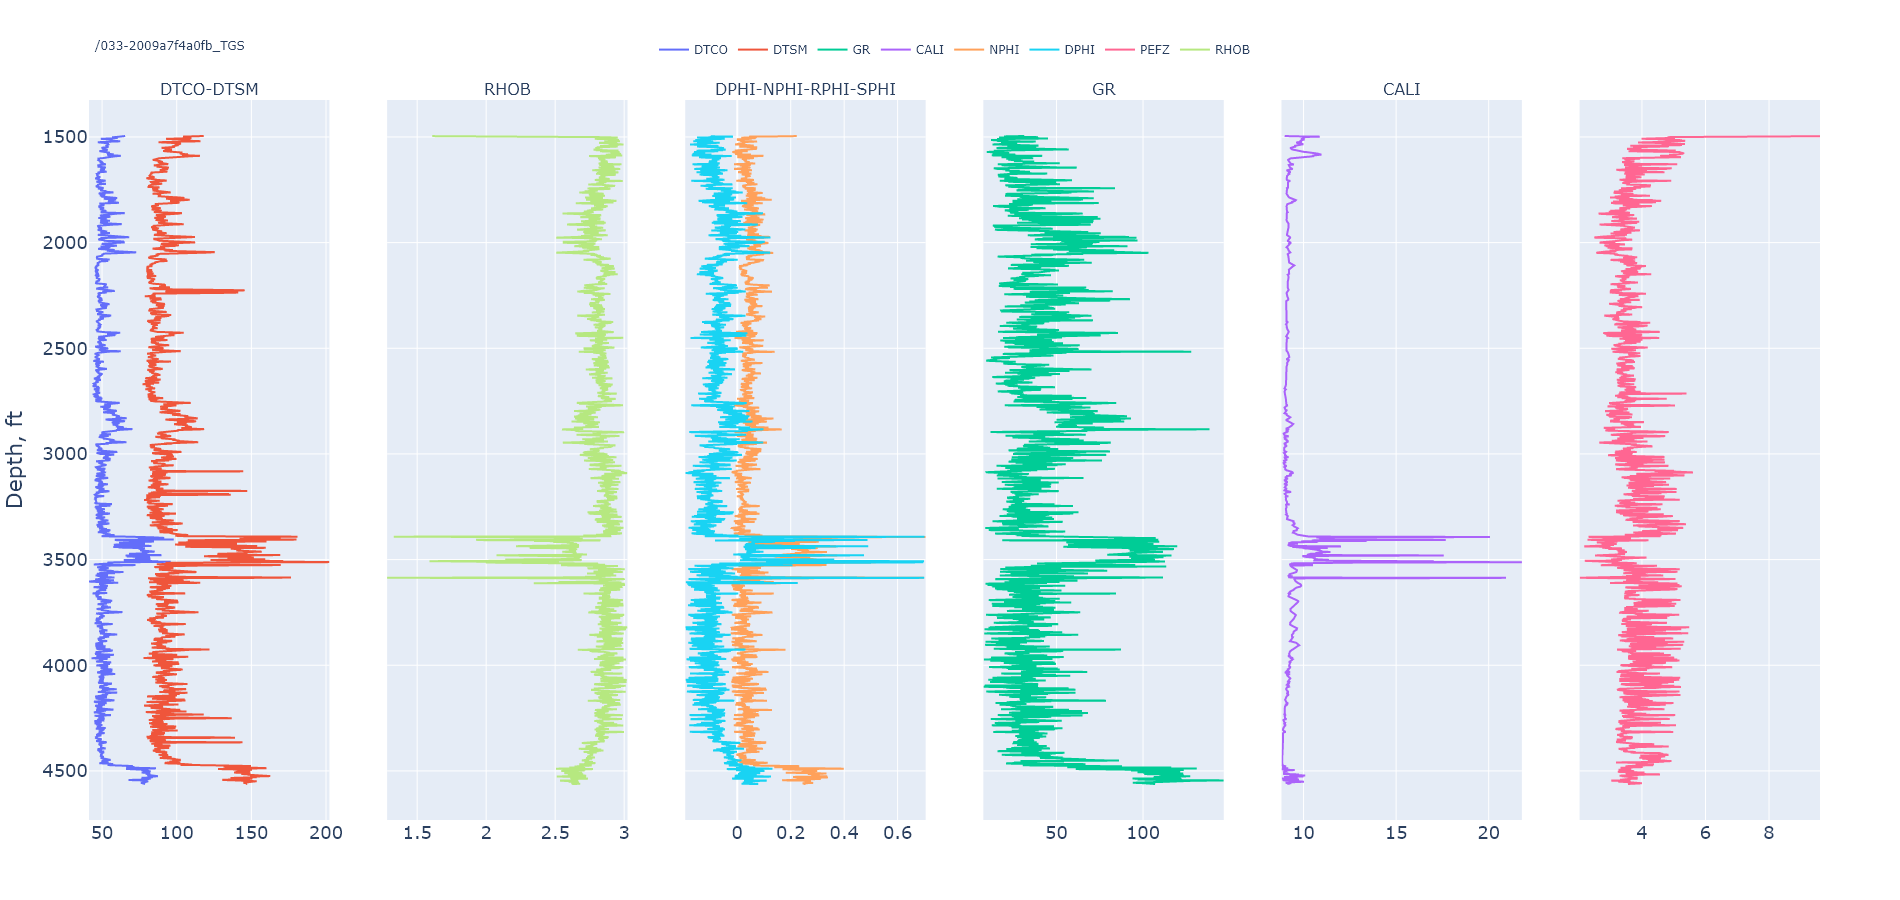 /033-2009a7f4a0fb_TGS
DTCO DTSM GR CALI NPHI DPHI PEFZ RHOB
DTCO-DTSM RHOB DPHI-NPHI-RPHI-SPHI GR CALI
Depth, ft
1500
2000
2500
3000
3500
4000
4500
50 100 150 200 1.5 2 2.5 3 0 0.2 0.4 0.6 50 100 10 15 20 4 6 8